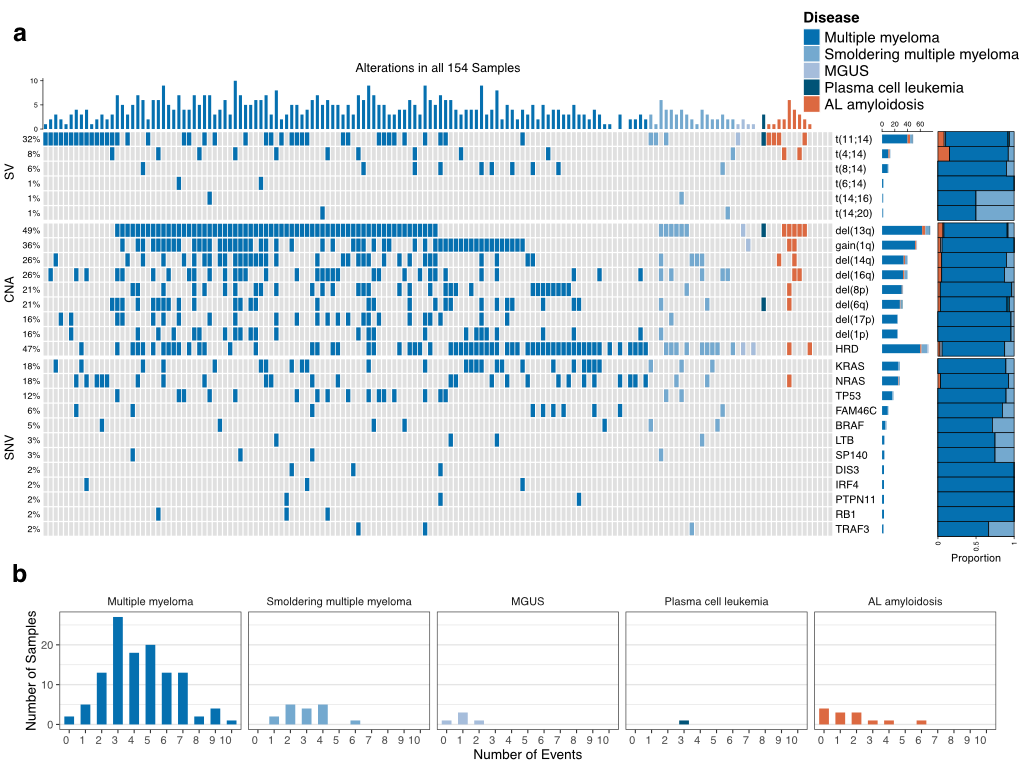 a
Disease
Multiple myeloma
Smoldering multiple myeloma
MGUS
Plasma cell leukemia
AL amyloidosis
Alterations in all 154 Samples
10
5
0
0 20 40 60
SV
32% t(11;14)
8% t(4;14)
6% t(8;14)
1% t(6;14)
1% t(14;16)
1% t(14;20)
CNA
49% del(13q)
36% gain(1q)
26% del(14q)
26% del(16q)
21% del(8p)
21% del(6q)
16% del(17p)
16% del(1p)
47% HRD
SNV
18% KRAS
18% NRAS
12% TP53
6% FAM46C
5% BRAF
3% LTB
3% SP140
2% DIS3
2% IRF4
2% PTPN11
2% RB1
2% TRAF3
0 0.5 1
Proportion
b
Multiple myeloma Smoldering multiple myeloma MGUS Plasma cell leukemia AL amyloidosis
Number of Samples
20
10
0
0 1 2 3 4 5 6 7 8 9 10 0 1 2 3 4 5 6 7 8 9 10 0 1 2 3 4 5 6 7 8 9 10 0 1 2 3 4 5 6 7 8 9 10 0 1 2 3 4 5 6 7 8 9 10
Number of Events